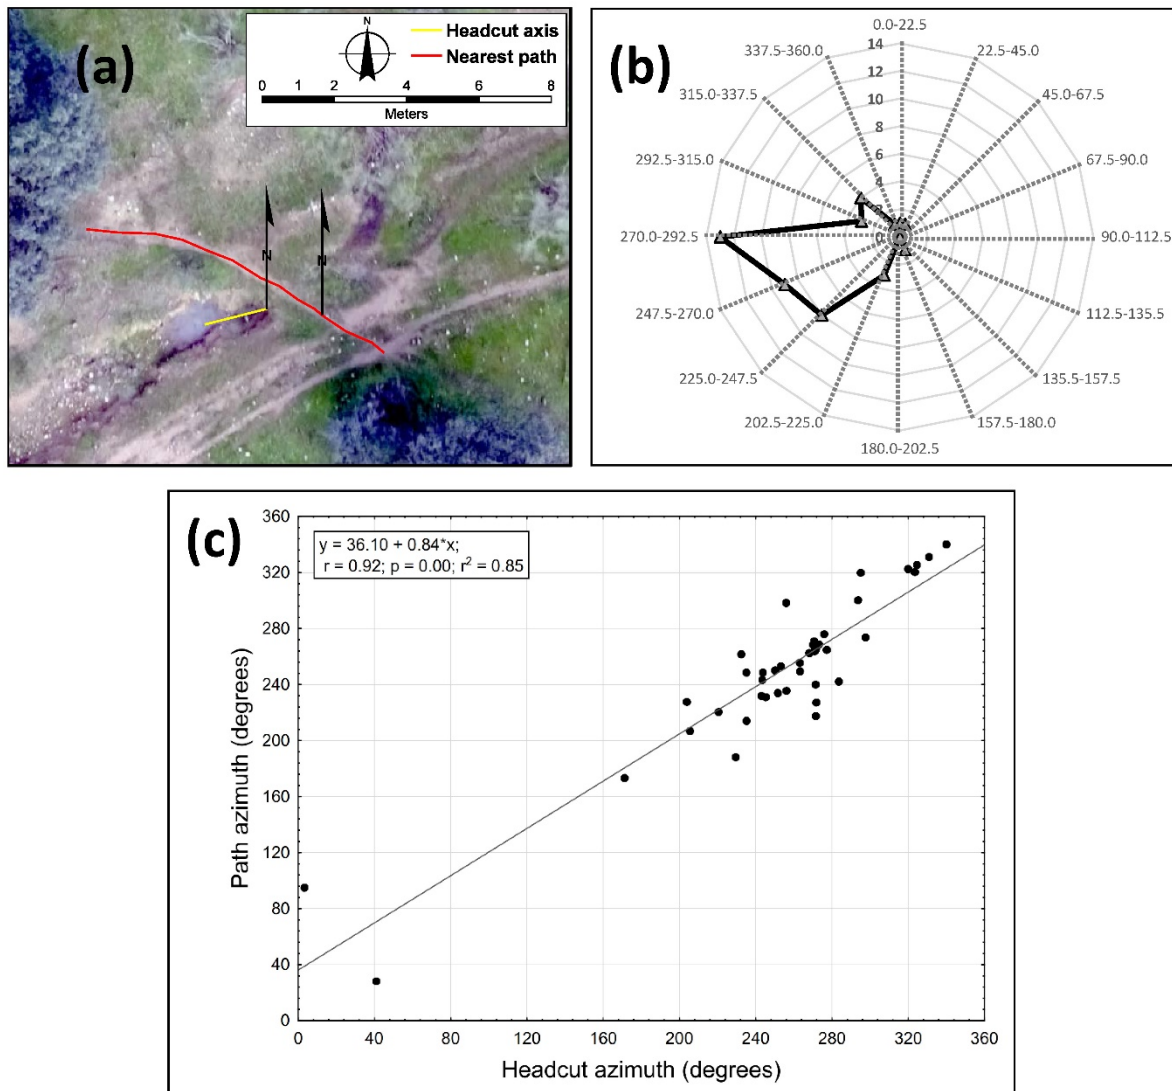 (a)
N
Headcut axis
Nearest path
0 2 4 6 8
Meters
N
N
(b)
0.0-22.5
22.5-45.0
45.0-67.5
67.5-90.0
90.0-112.5
112.5-135.5
135.5-157.5
157.5-180.0
180.0-202.5
202.5-225.0
225.0-247.5
247.5-270.0
270.0-292.5
292.5-315.0
315.0-337.5
337.5-360.0
14
12
10
8
6
4
0
(c)
y = 36.10 + 0.84*x;
r = 0.92; p = 0.00; r² = 0.85
Path azimuth (degrees)
360
320
280
240
200
160
120
80
40
0
0 40 80 120 160 200 240 280 320 360
Headcut azimuth (degrees)